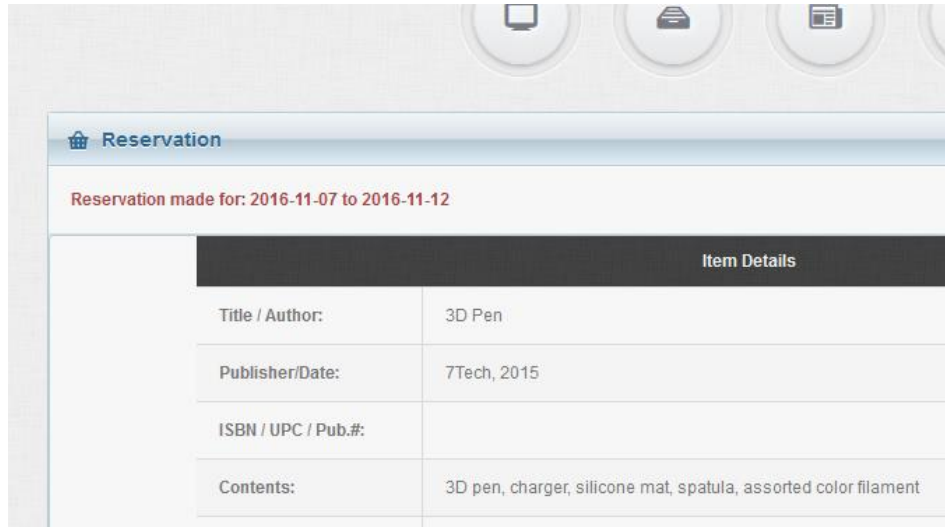 Reservation
Reservation made for: 2016-11-07 to 2016-11-12
Item Details
Title / Author: 3D Pen
Publisher/Date: 7Tech, 2015
ISBN / UPC / Pub.#:
Contents: 3D pen, charger, silicone mat, spatula, assorted color filament